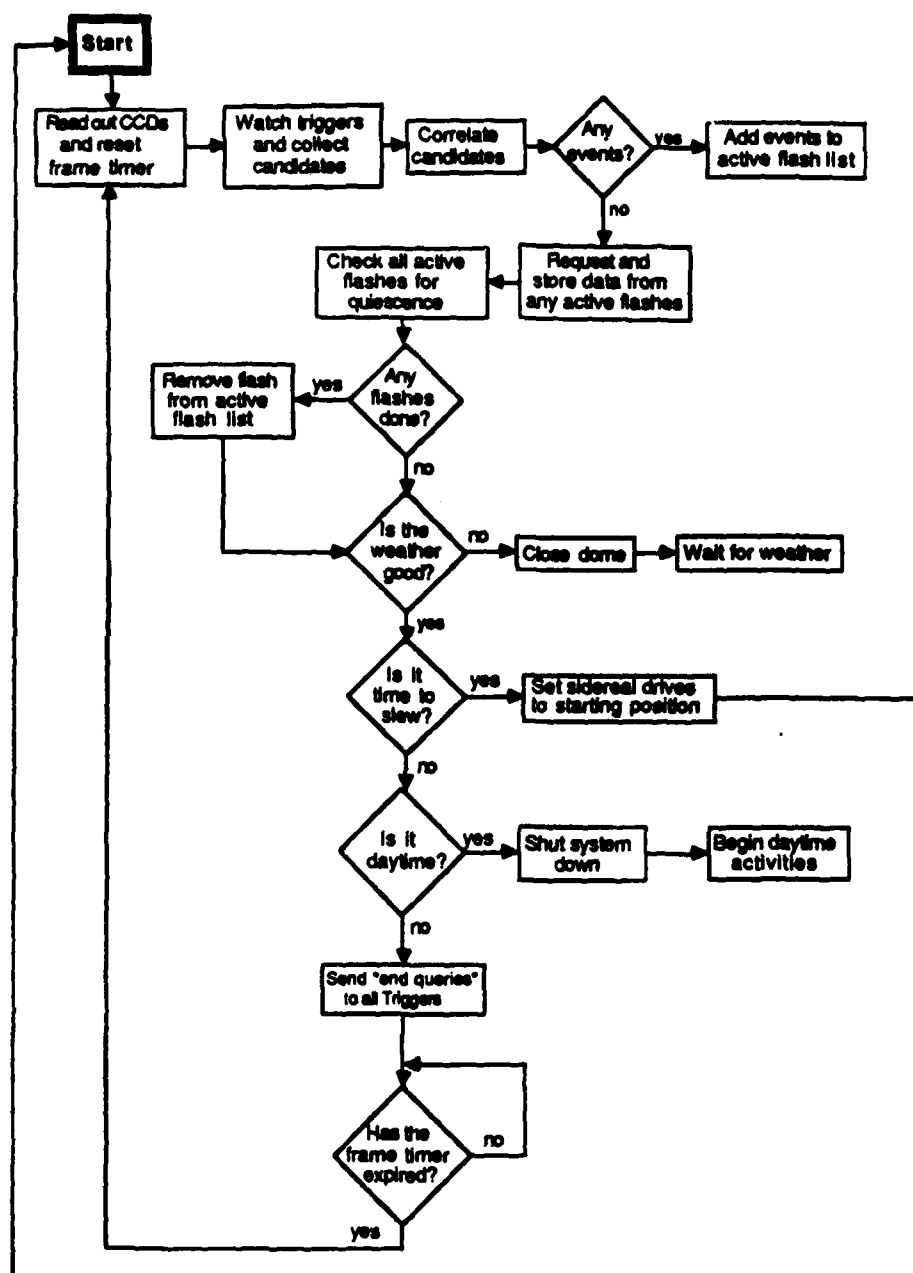 Start
Read out CCDs
and reset
frame timer
Watch triggers
and collect
candidates
Correlate
candidates
Any
events?
yes
Add events to
active flash list
no
Request and
store data from
any active flashes
Check all active
flashes for
quiescence
Any
flashes
done?
yes
Remove flash
from active
flash list
no
Is the
weather
good?
no
Close dome
Wait for weather
yes
Is it
time to
slew?
yes
Set sidereal drives
to starting position
no
Is it
daytime?
yes
Shut system
down
Begin daytime
activities
no
Send "end queries"
to all Triggers
Has the
frame timer
expired?
no
yes